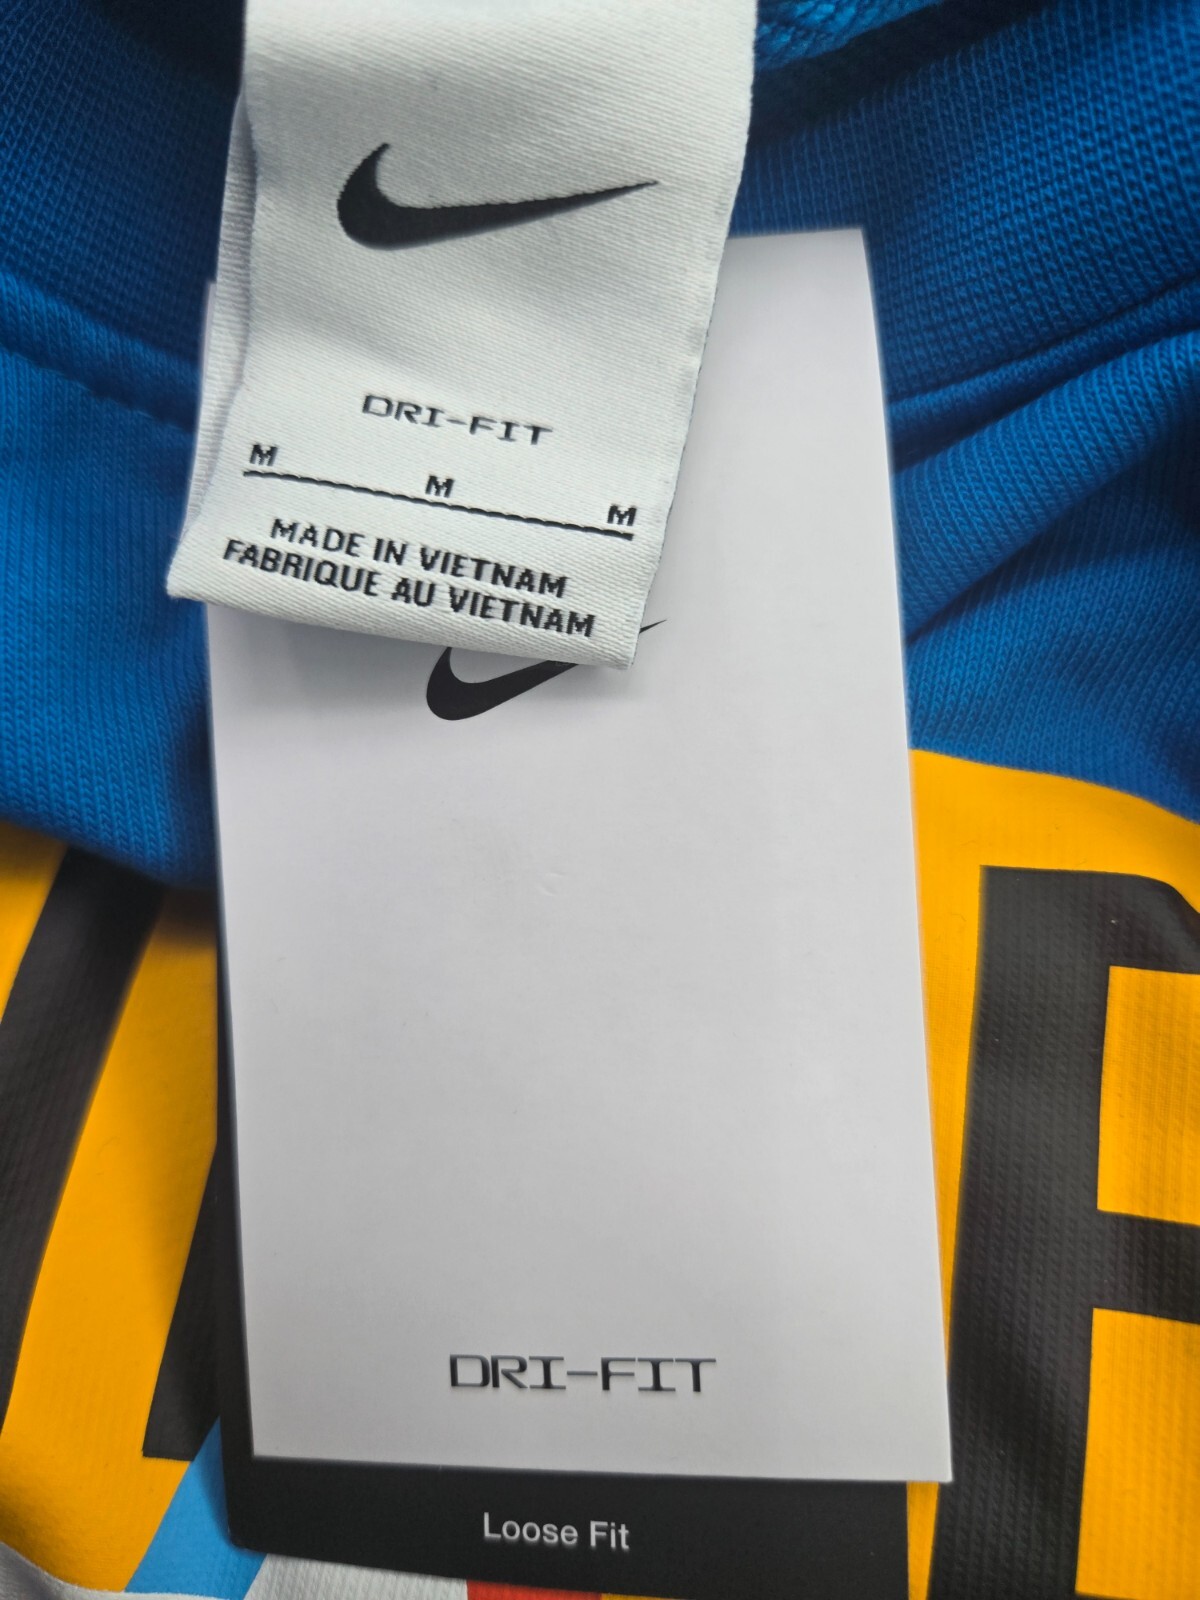 DRI-FIT
M M M
MADE IN VIETNAM
FABRIQUE AU VIETNAM
DRI-FIT
Loose Fit